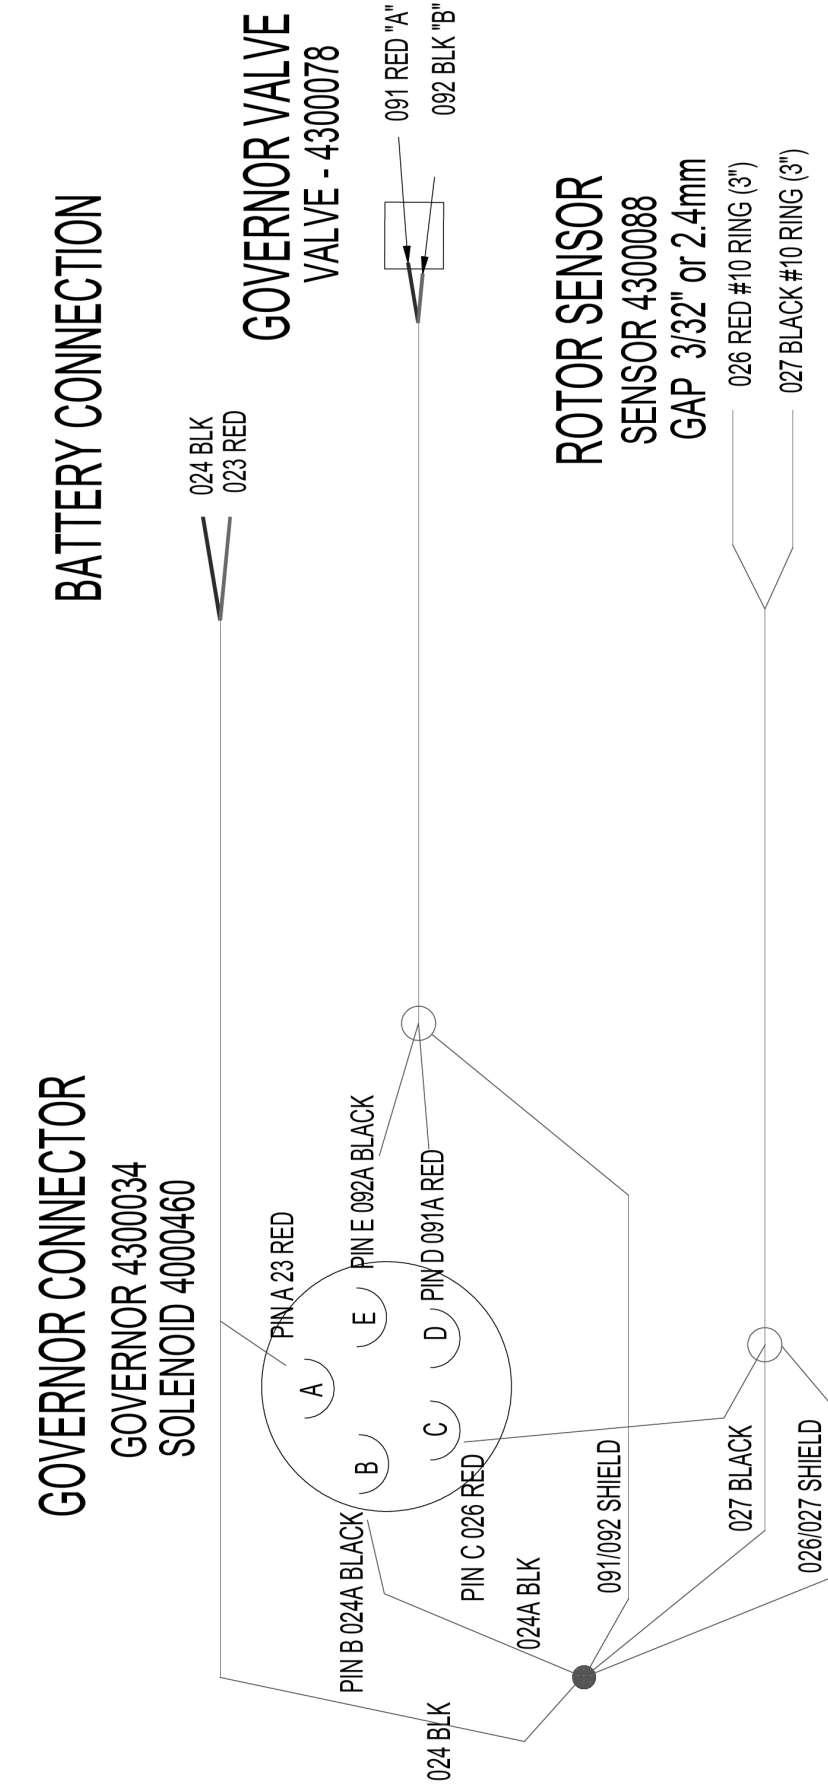 BATTERY CONNECTION
024 BLK
023 RED
GOVERNOR VALVE
VALVE - 4300078
091 RED "A"
092 BLK "B"
ROTOR SENSOR
SENSOR 4300088
GAP 3/32" or 2.4mm
026 RED #10 RING (3")
027 BLACK #10 RING (3")
GOVERNOR CONNECTOR
GOVERNOR 4300034
SOLENOID 4000460
PIN A 23 RED
PIN E 092A BLACK
PIN D 091A RED
A
E
D
B
C
PIN B 024A BLACK
PIN C 026 RED
024A BLK
091/092 SHIELD
027 BLACK
026/027 SHIELD
024 BLK